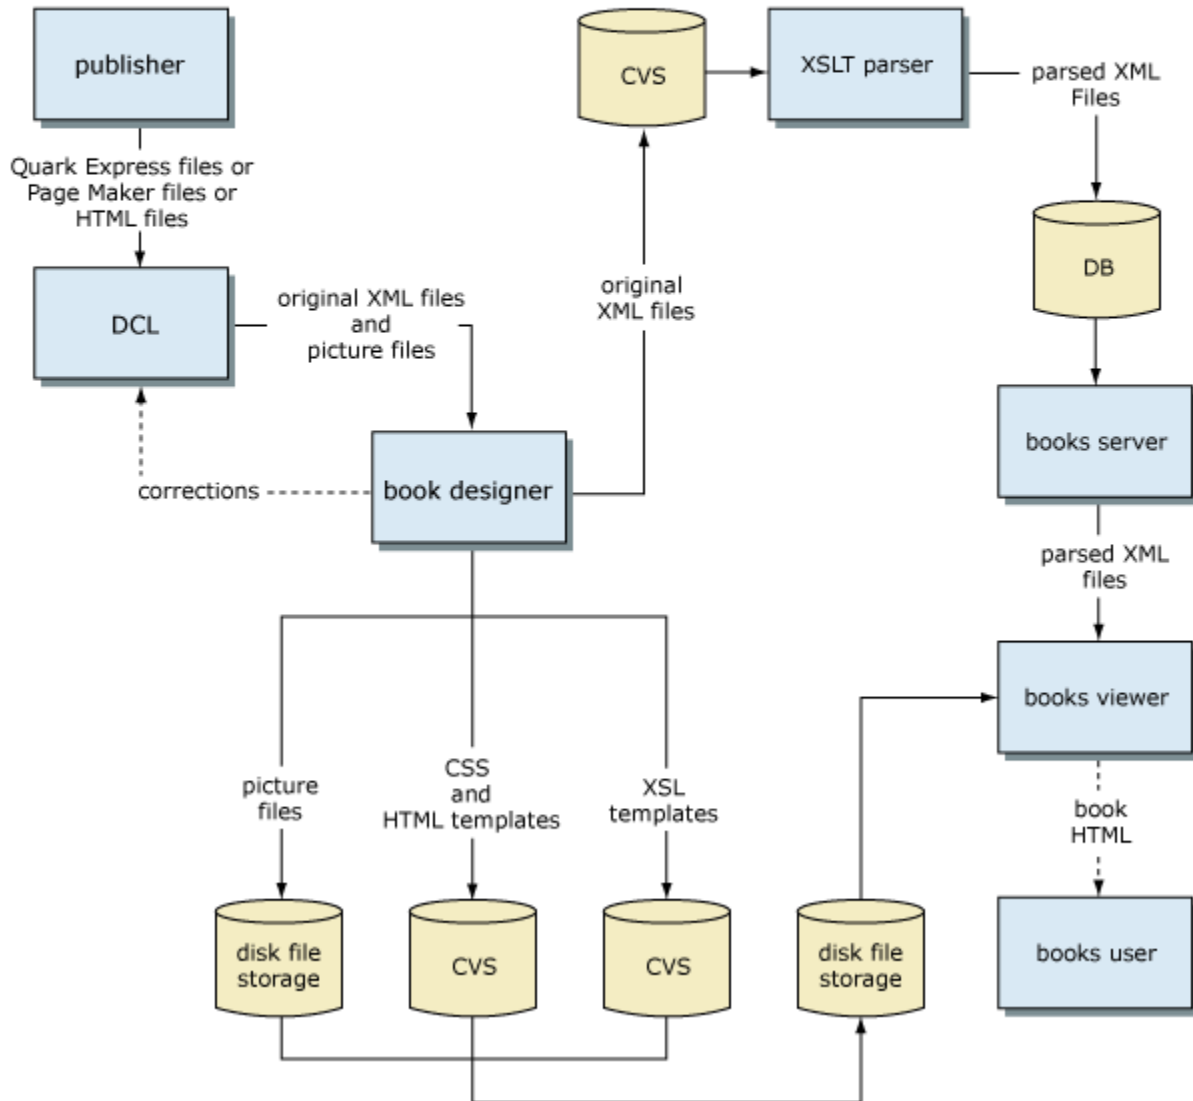 publisher
Quark Express files or
Page Maker files or
HTML files
DCL
original XML files
and
picture files
corrections
book designer
original
XML files
CVS
XSLT parser
parsed XML
Files
DB
books server
parsed XML
files
books viewer
book
HTML
books user
picture
files
CSS
and
HTML templates
XSL
templates
disk file
storage
CVS
CVS
disk file
storage